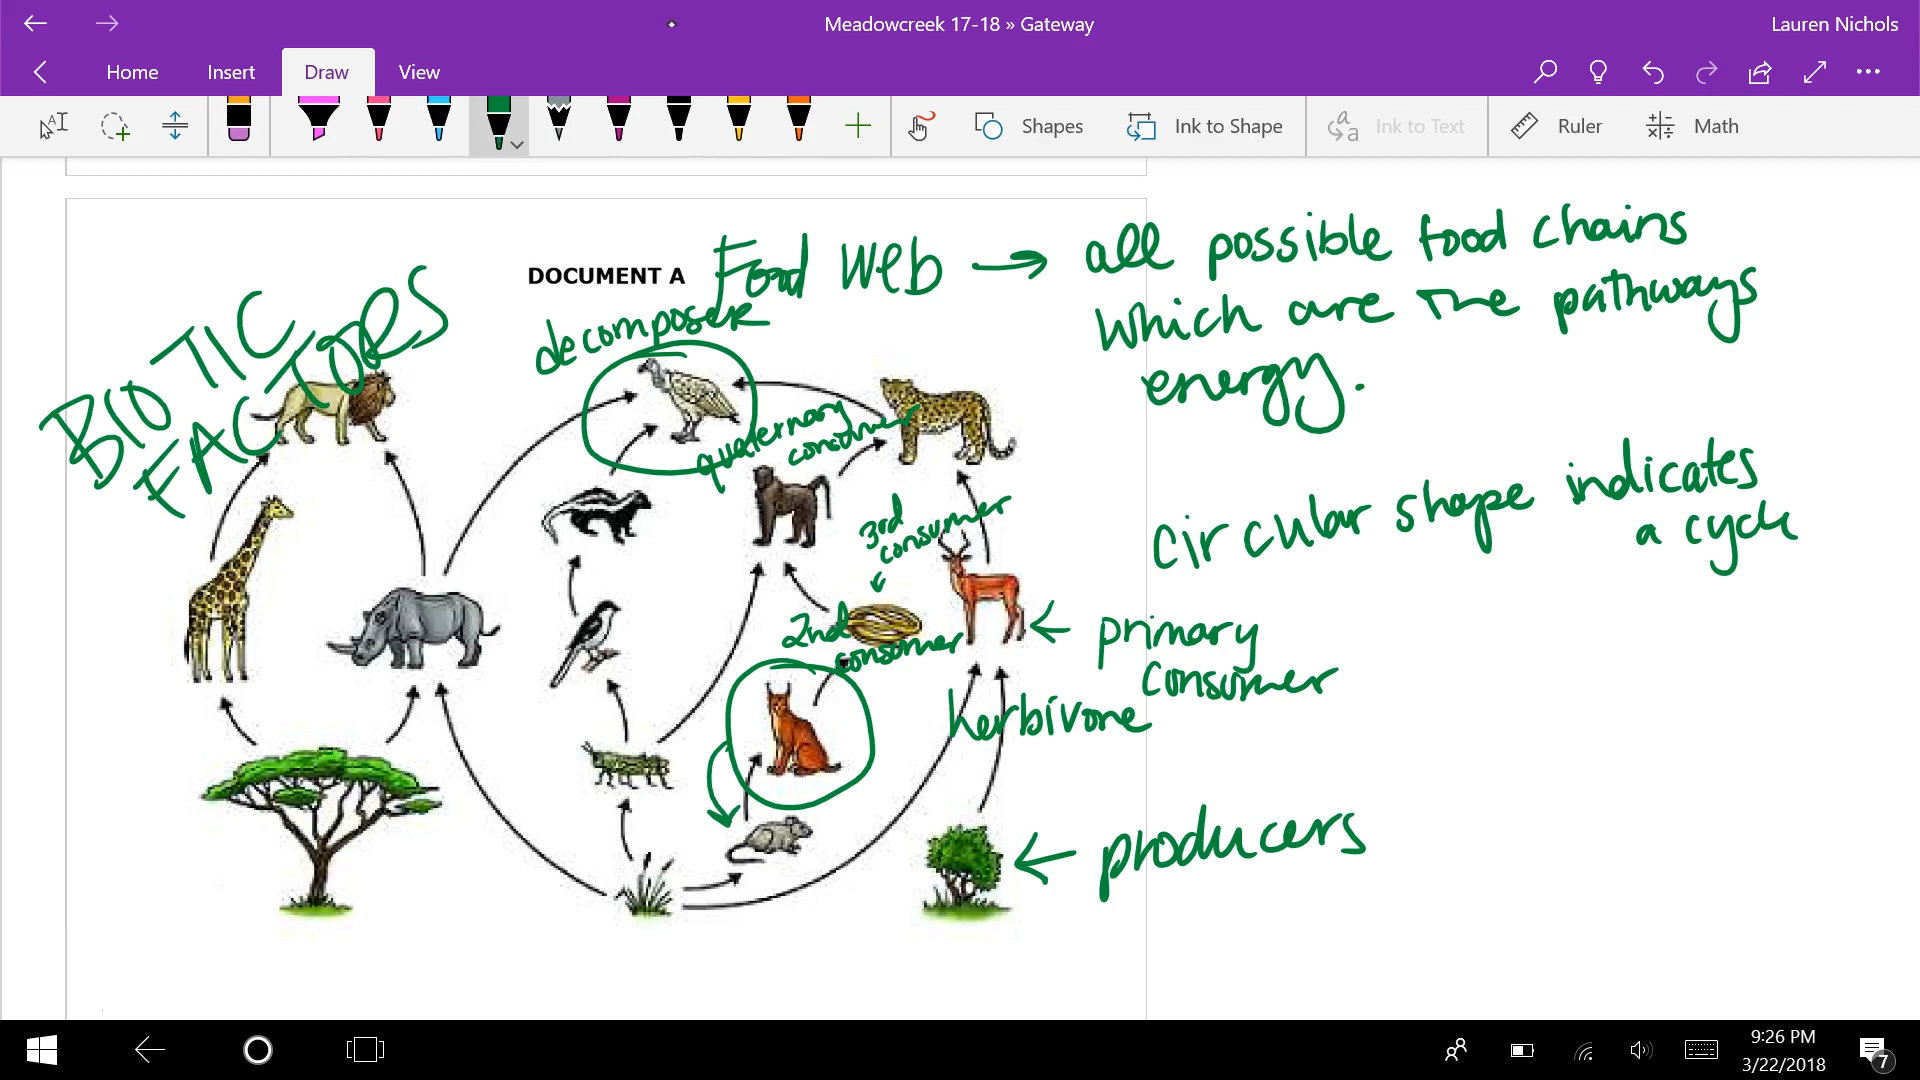 Meadowcreek 17-18 » Gateway
Lauren Nichols
Home Insert Draw View
Shapes Ink to Shape Ink to Text Ruler Math
DOCUMENT A
Food Web → all possible food chains
which are the pathways
energy.
BIOTIC
FACTORS
decomposer
quaternary
consumer
circular shape indicates
a cycle
3rd
consumer
2nd
consumer
← primary
consumer
herbivore
← producers
9:26 PM
3/22/2018
7